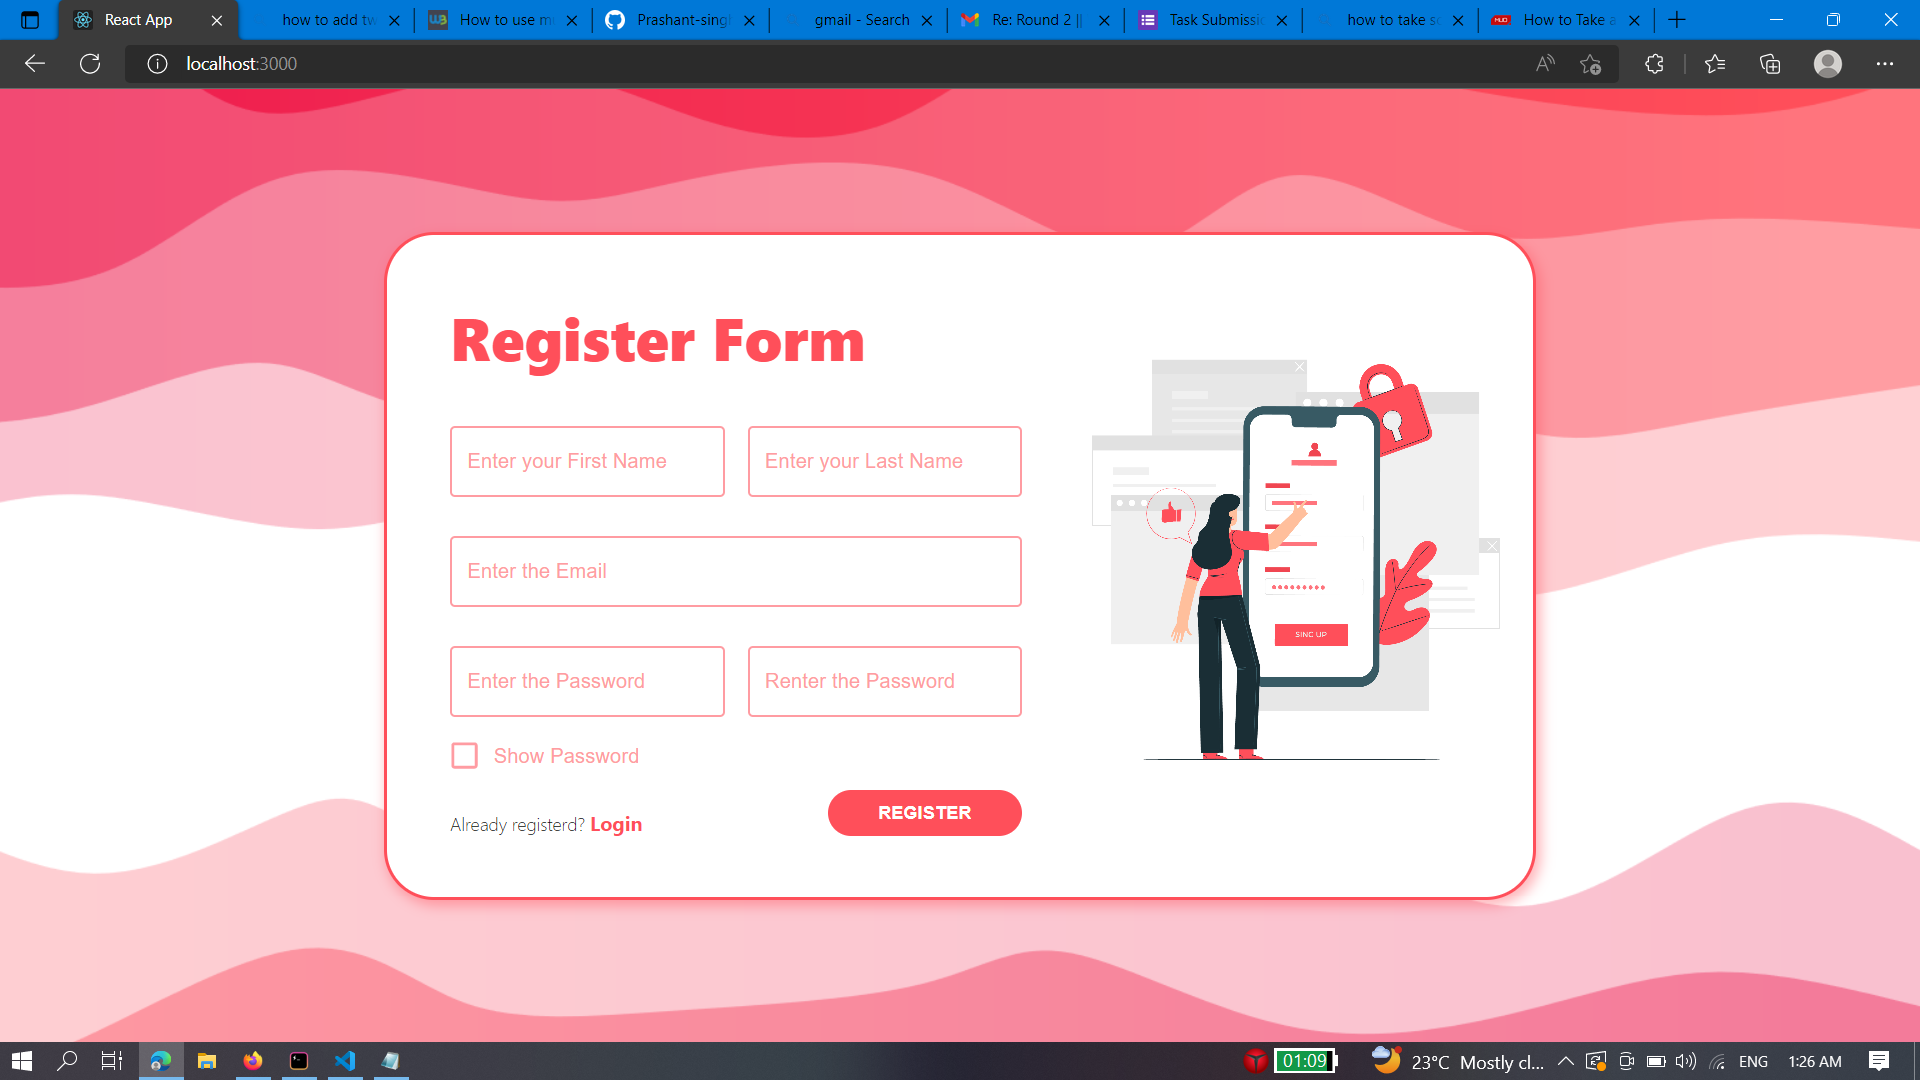 React App
how to add tw
How to use m
Prashant-singl
gmail - Search
Re: Round 2 ||
Task Submissi
how to take s
MUO
How to Take a
localhost:3000
Register Form
Enter your First Name
Enter your Last Name
Enter the Email
Enter the Password
Renter the Password
Show Password
Already registerd? Login
REGISTER
SING UP
01:09
23°C Mostly cl...
ENG
1:26 AM